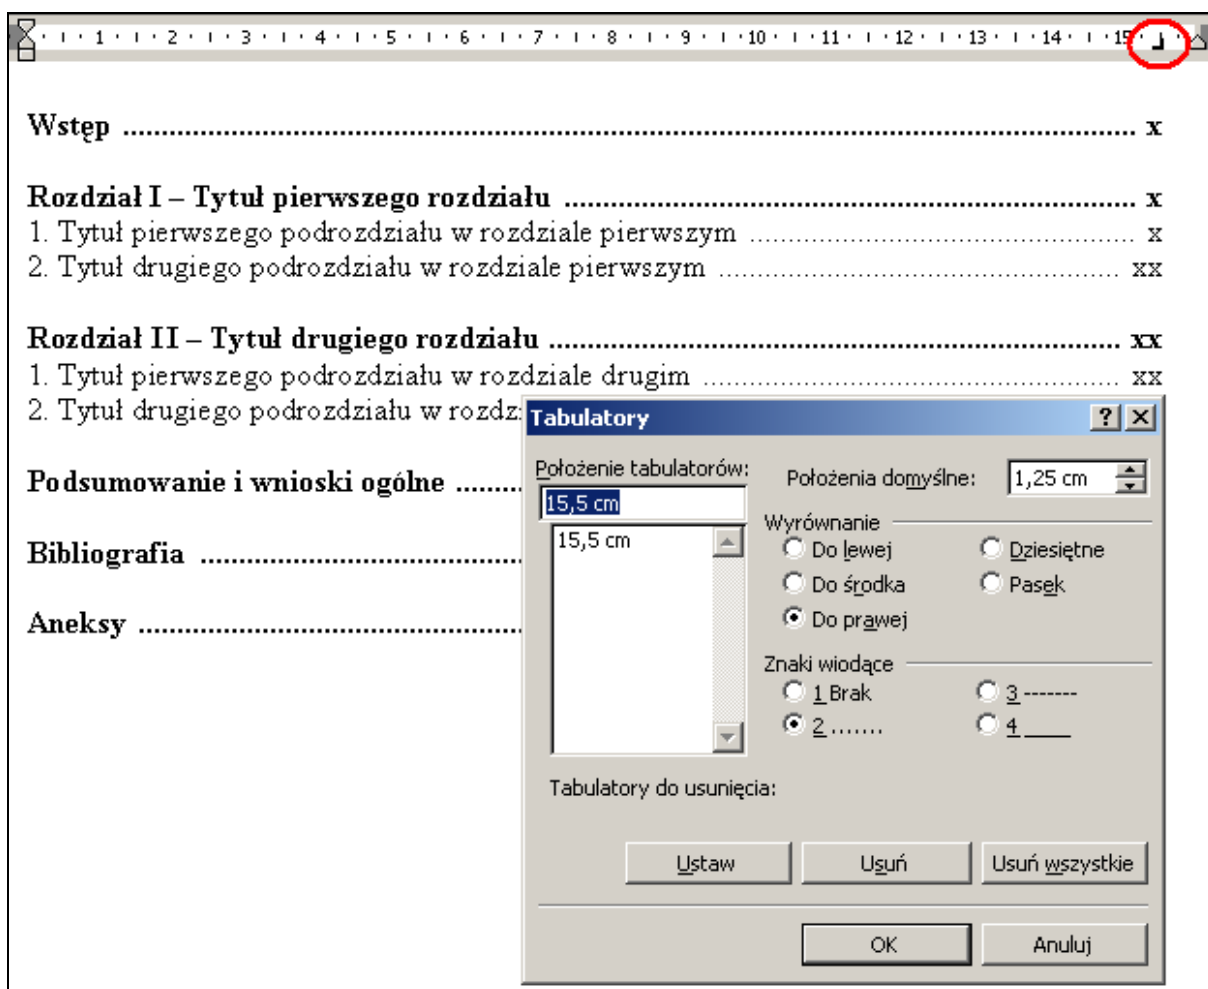 1 2 3 4 5 6 7 8 9 10 11 12 13 14 15
Wstęp ........................................ x
Rozdział I – Tytuł pierwszego rozdziału ........................................ x
1. Tytuł pierwszego podrozdziału w rozdziale pierwszym ........................................ x
2. Tytuł drugiego podrozdziału w rozdziale pierwszym ........................................ xx
Rozdział II – Tytuł drugiego rozdziału ........................................ xx
1. Tytuł pierwszego podrozdziału w rozdziale drugim ........................................ xx
2. Tytuł drugiego podrozdziału w rozdz
Podsumowanie i wnioski ogólne ........
Bibliografia ........................................
Aneksy ........................................
Tabulatory
Położenie tabulatorów:
15,5 cm
15,5 cm
Położenia domyślne: 1,25 cm
Wyrównanie
Do lewej Dziesiętne
Do środka Pasek
Do prawej
Znaki wiodące
1 Brak 3 -------
2 ....... 4 ____
Tabulatory do usunięcia:
Ustaw Usuń Usuń wszystkie
OK Anuluj